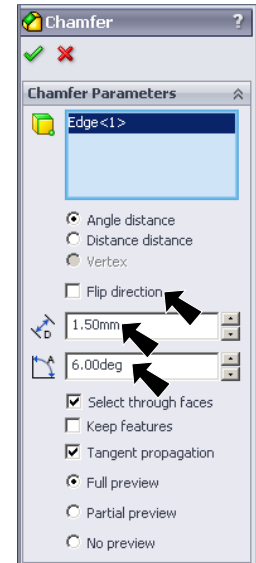 Chamfer ?
Chamfer Parameters
Edge<1>
Angle distance
Distance distance
Vertex
Flip direction
D
1.50mm
A
6.00deg
Select through faces
Keep features
Tangent propagation
Full preview
Partial preview
No preview